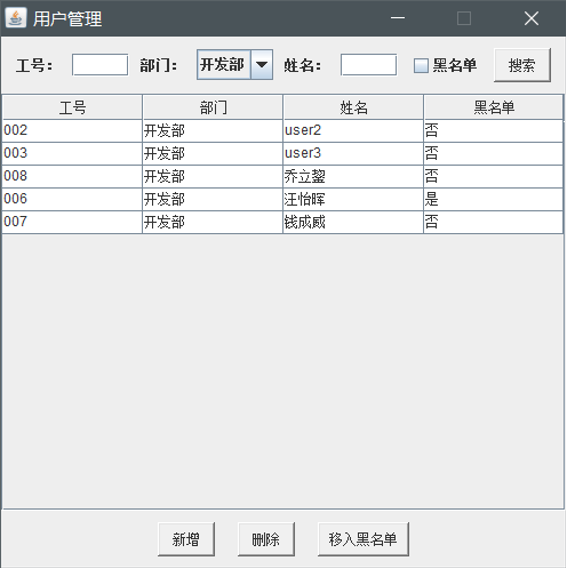 用户管理
工号： 部门： 开发部 姓名： 黑名单 搜索
工号 部门 姓名 黑名单
002 开发部 user2 否
003 开发部 user3 否
008 开发部 乔立鋆 否
006 开发部 汪怡晖 是
007 开发部 钱成威 否
新增 删除 移入黑名单